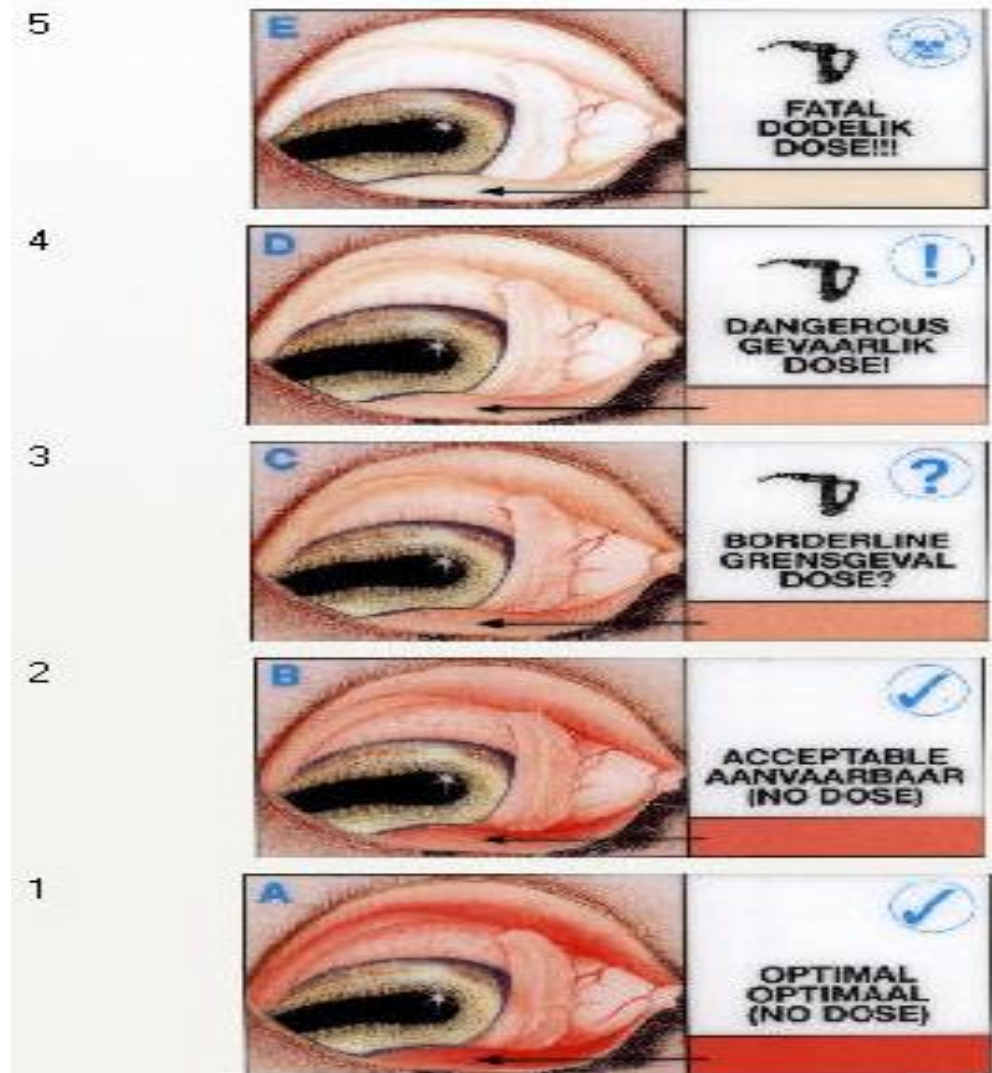 5
E
FATAL
DODELIK
DOSE!!!
4
D
!
DANGEROUS
GEVAARLIK
DOSE!
3
C
?
BORDERLINE
GRENSGEVAL
DOSE?
2
B
ACCEPTABLE
AANVAARBAAR
(NO DOSE)
1
A
OPTIMAL
OPTIMAAL
(NO DOSE)